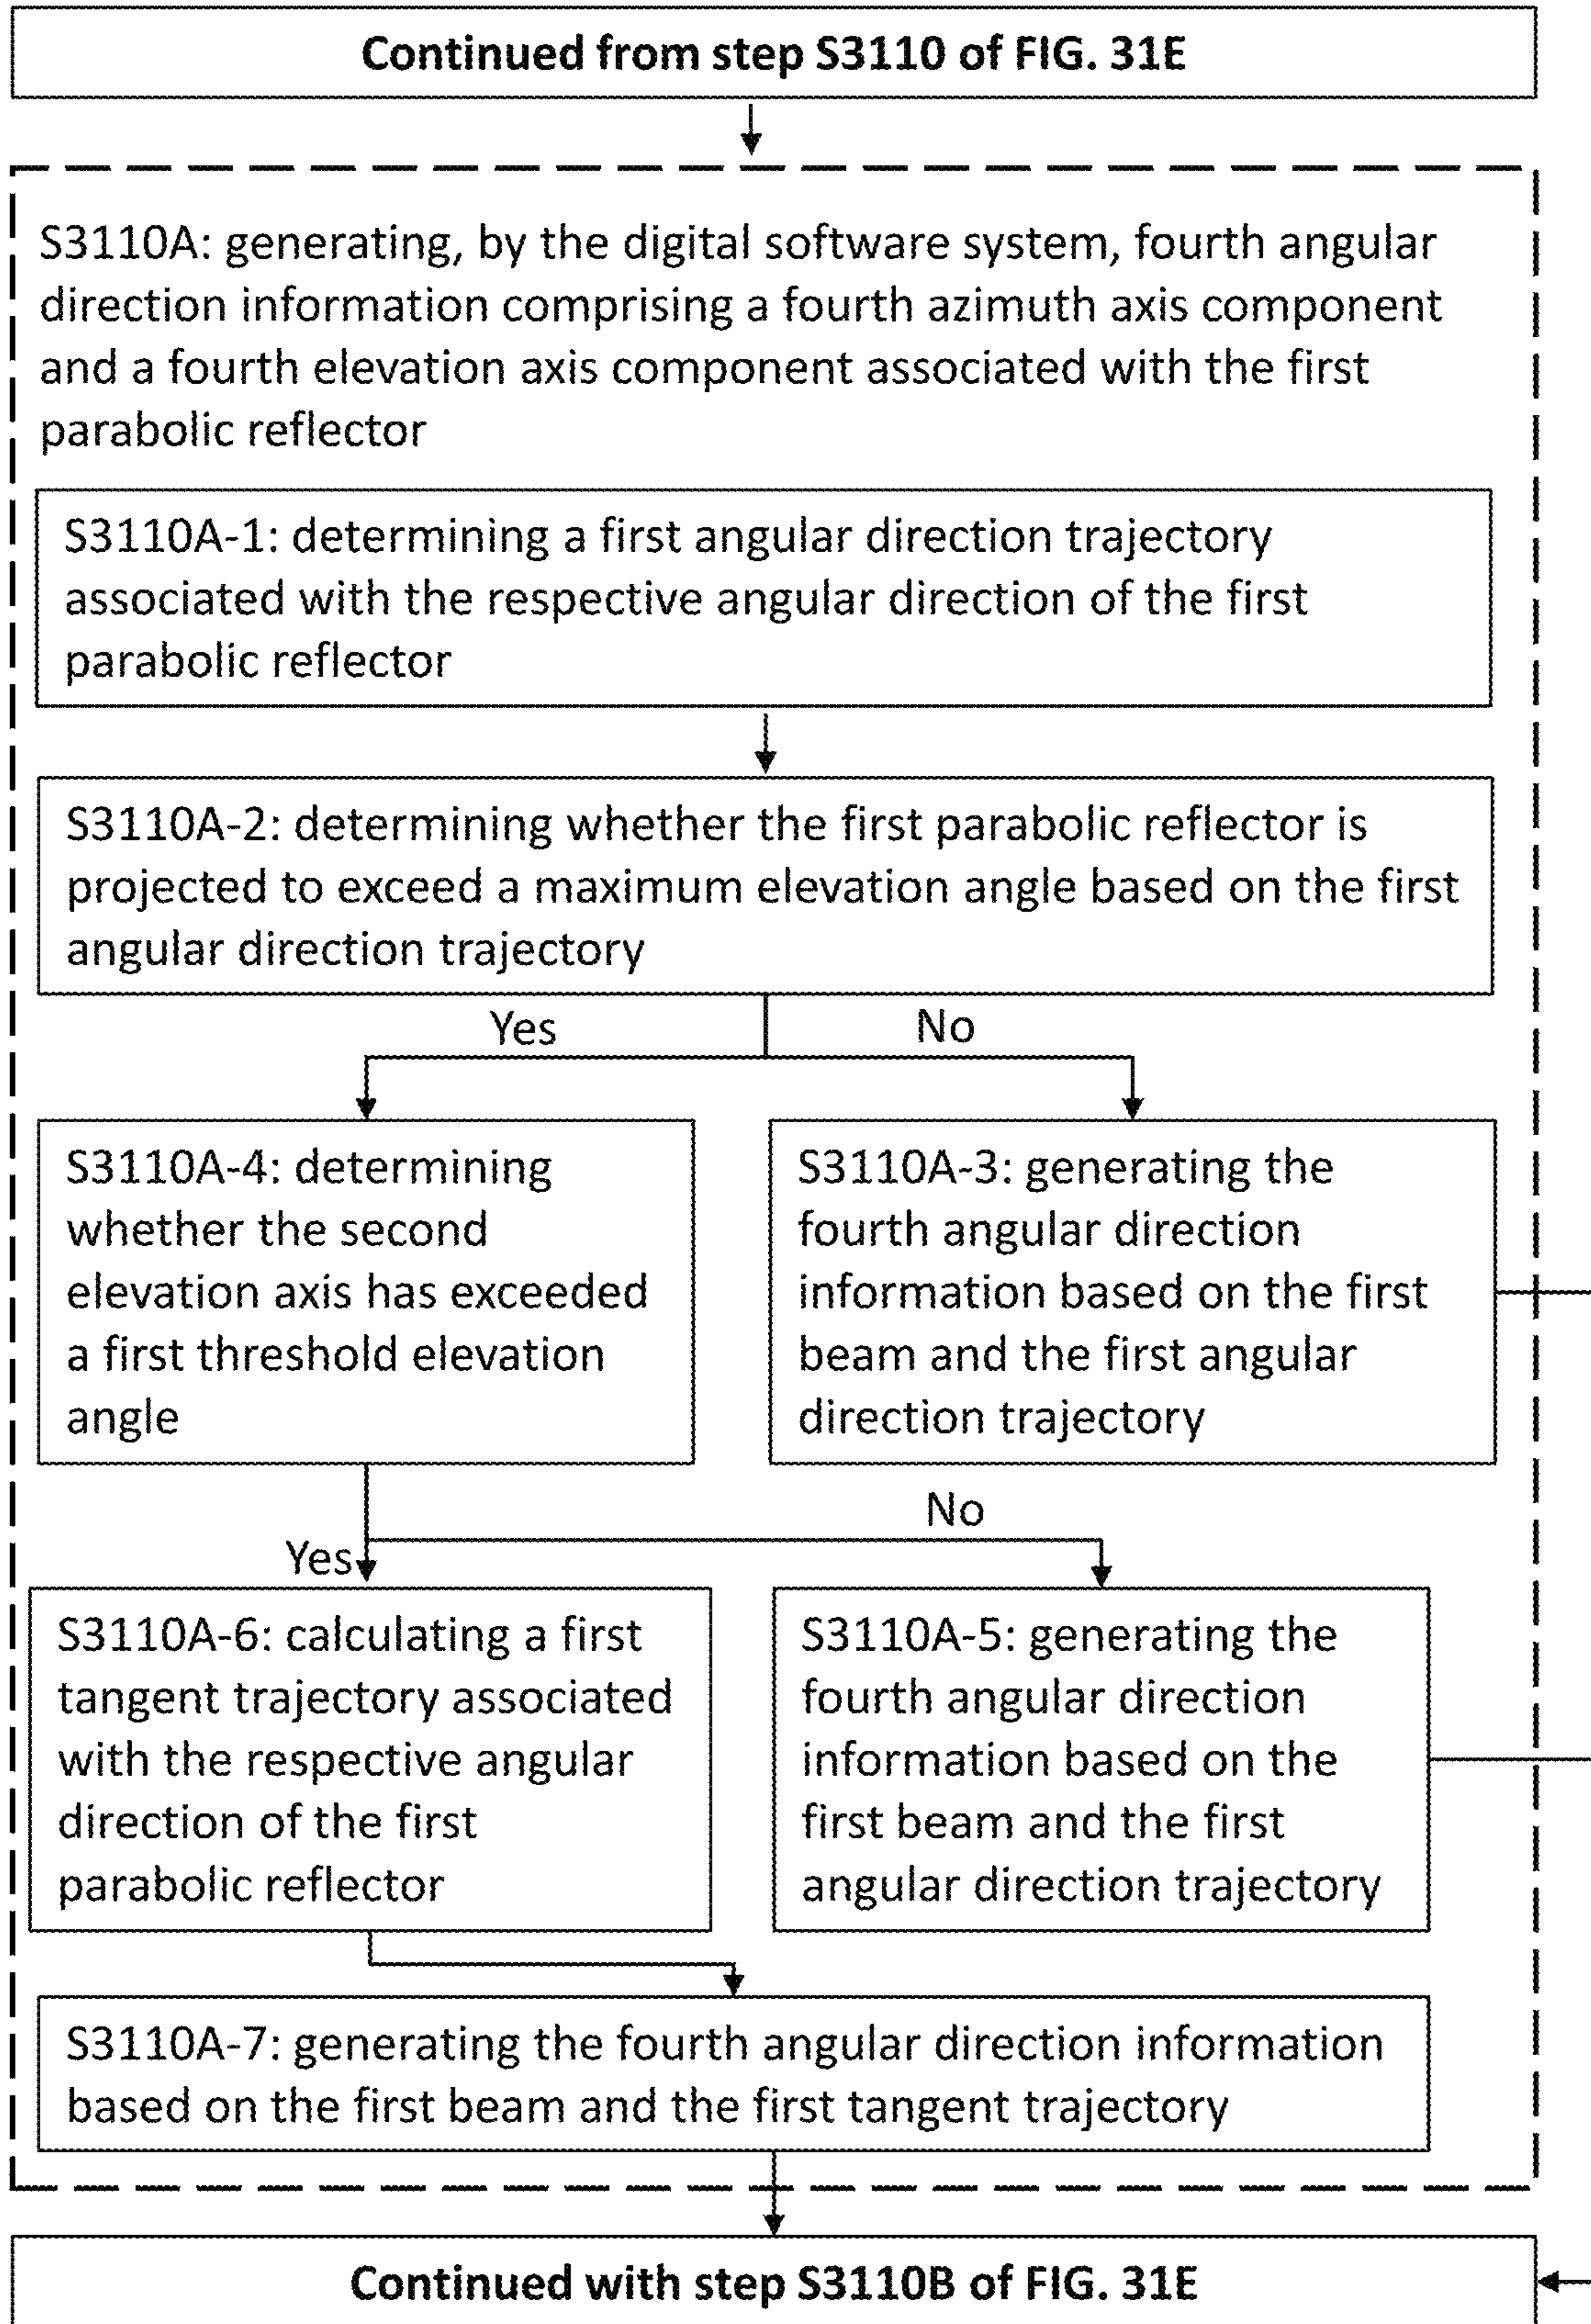 Continued from step S3110 of FIG. 31E
S3110A: generating, by the digital software system, fourth angular
direction information comprising a fourth azimuth axis component
and a fourth elevation axis component associated with the first
parabolic reflector
S3110A-1: determining a first angular direction trajectory
associated with the respective angular direction of the first
parabolic reflector
S3110A-2: determining whether the first parabolic reflector is
projected to exceed a maximum elevation angle based on the first
angular direction trajectory
Yes
No
S3110A-4: determining
whether the second
elevation axis has exceeded
a first threshold elevation
angle
S3110A-3: generating the
fourth angular direction
information based on the first
beam and the first angular
direction trajectory
No
Yes
S3110A-6: calculating a first
tangent trajectory associated
with the respective angular
direction of the first
parabolic reflector
S3110A-5: generating the
fourth angular direction
information based on the
first beam and the first
angular direction trajectory
S3110A-7: generating the fourth angular direction information
based on the first beam and the first tangent trajectory
Continued with step S3110B of FIG. 31E